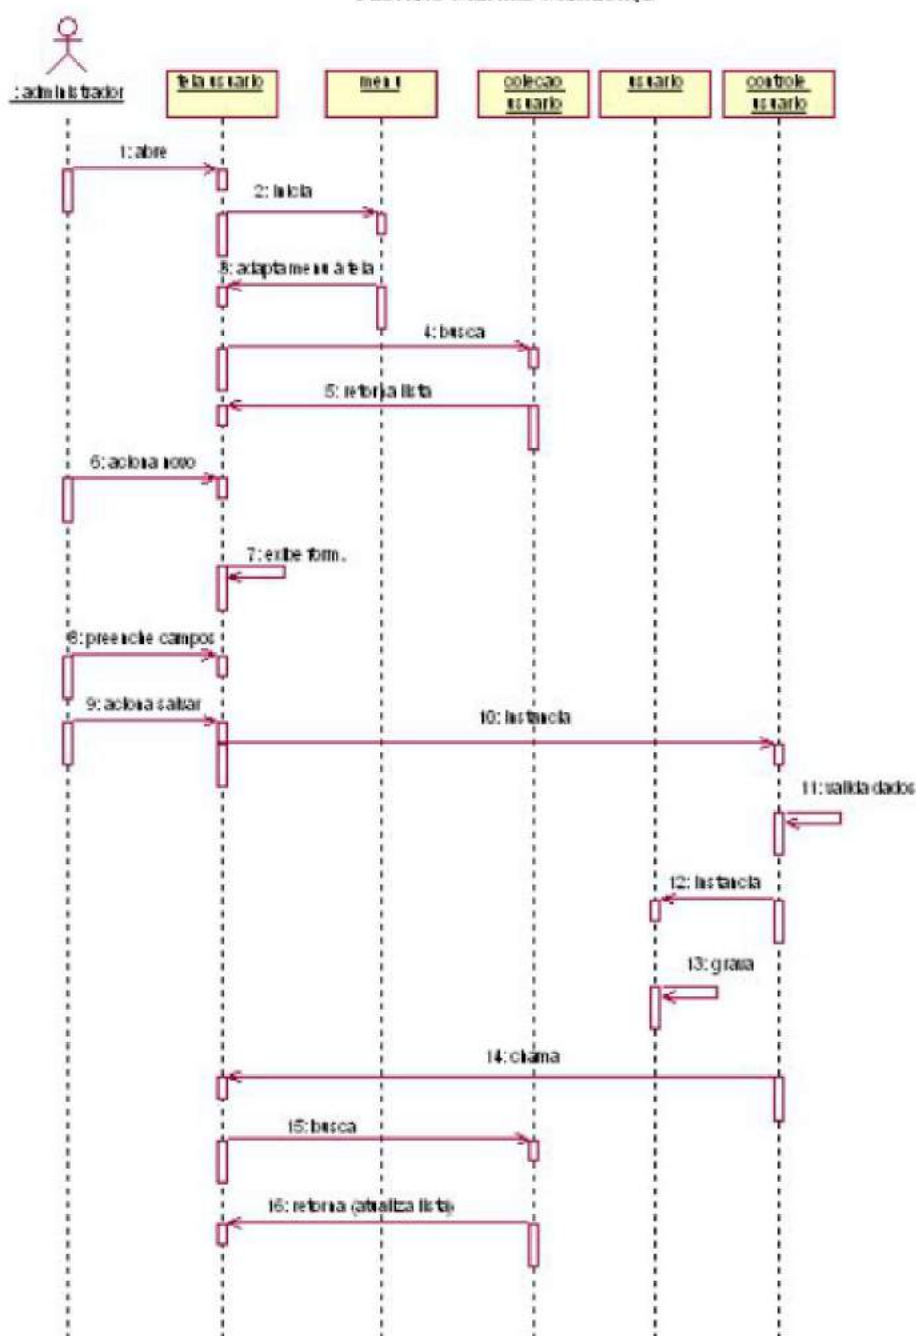 : administrador
tela usuario
menu
colecao
usuario
usuario
controle
usuario
1: abre
2: inicia
3: adapta menu à tela
4: busca
5: retorna lista
6: aciona novo
7: exibe form.
8: preenche campos
9: aciona salvar
10: instancia
11: valida dados
12: instancia
13: grava
14: chama
15: busca
16: retorna (atualiza lista)